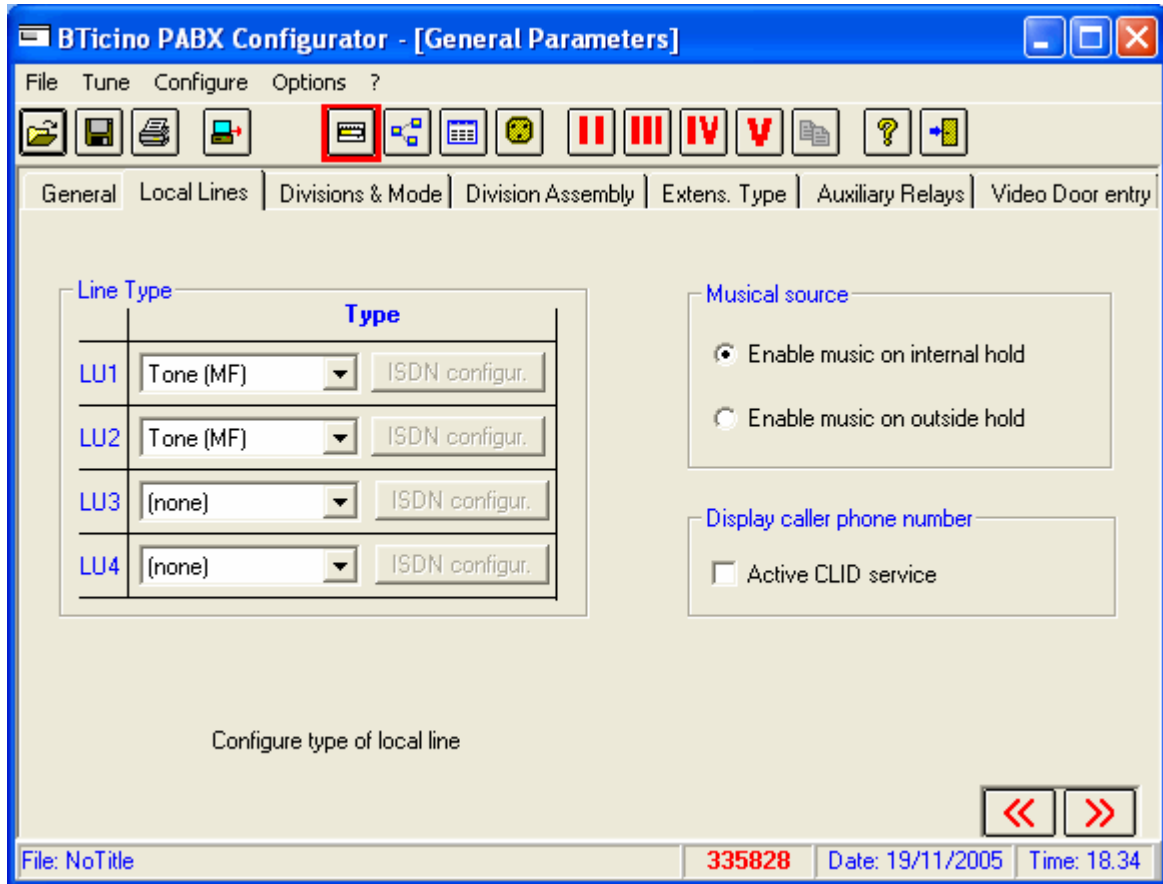 BTicino PABX Configurator - [General Parameters]
File Tune Configure Options ?
II III IV V ?
General Local Lines Divisions & Mode Division Assembly Extens. Type Auxiliary Relays Video Door entry
Line Type
Type
LU1 Tone (MF) ISDN configur.
LU2 Tone (MF) ISDN configur.
LU3 (none) ISDN configur.
LU4 (none) ISDN configur.
Musical source
Enable music on internal hold
Enable music on outside hold
Display caller phone number
Active CLID service
Configure type of local line
<< >>
File: NoTitle 335828 Date: 19/11/2005 Time: 18.34